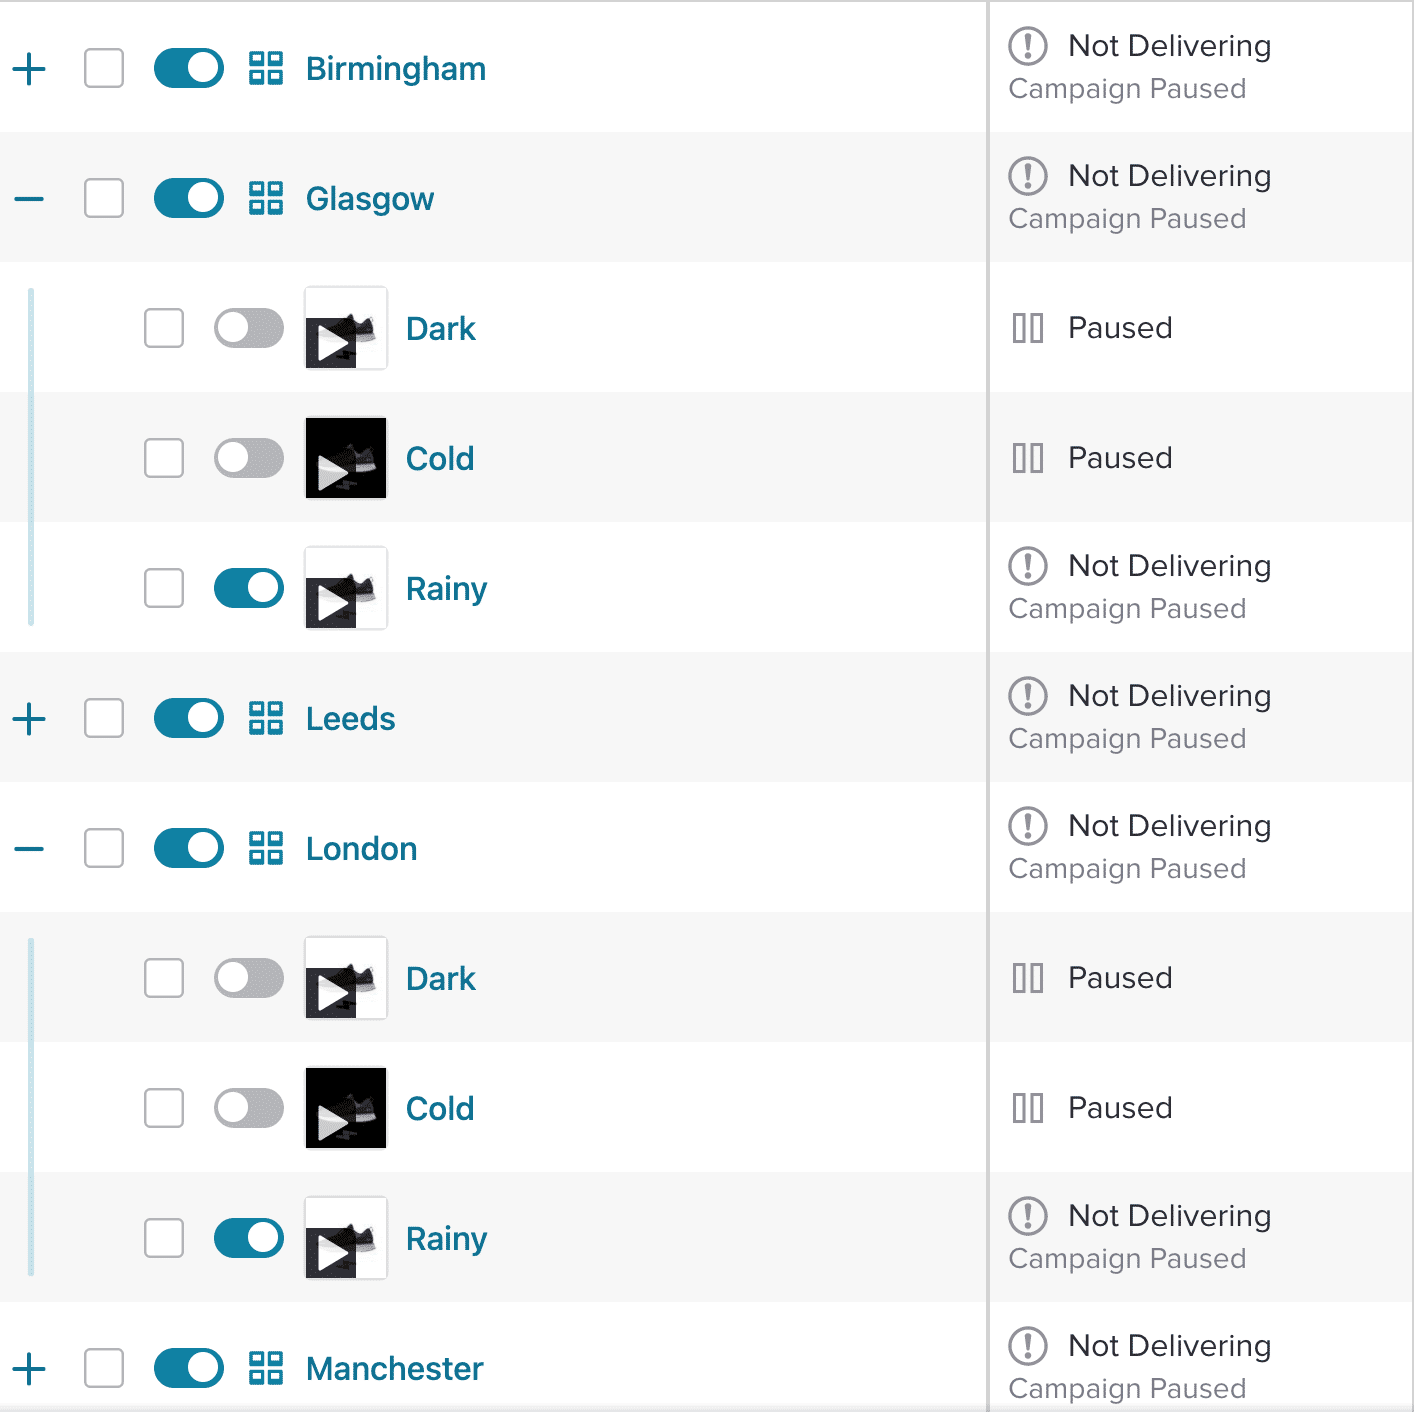 Birmingham
Not Delivering
Campaign Paused
Glasgow
Not Delivering
Campaign Paused
Dark
Paused
Cold
Paused
Rainy
Not Delivering
Campaign Paused
Leeds
Not Delivering
Campaign Paused
London
Not Delivering
Campaign Paused
Dark
Paused
Cold
Paused
Rainy
Not Delivering
Campaign Paused
Manchester
Not Delivering
Campaign Paused